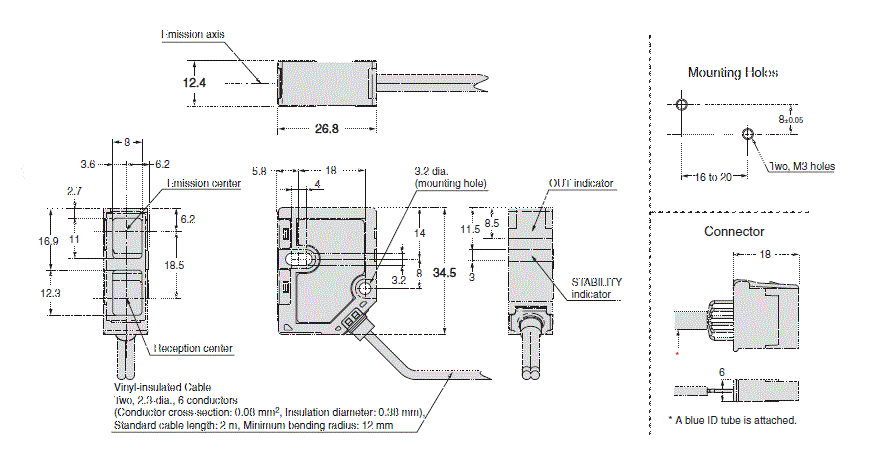 Emission axis
12.4
26.8
Mounting Holes
8±0.05
Two, M3 holes
16 to 20
8
3.6
6.2
Emission center
2.7
6.2
16.9
11
18.5
12.3
Reception center
5.8
18
4
3.2 dia.
(mounting hole)
14
34.5
3.2
8
OUT indicator
11.5
8.5
3
STABILITY
indicator
Connector
18
*
6
* A blue ID tube is attached.
Vinyl-insulated Cable
Two, 2.3-dia., 6 conductors
(Conductor cross-section: 0.08 mm², Insulation diameter: 0.38 mm),
Standard cable length: 2 m, Minimum bending radius: 12 mm